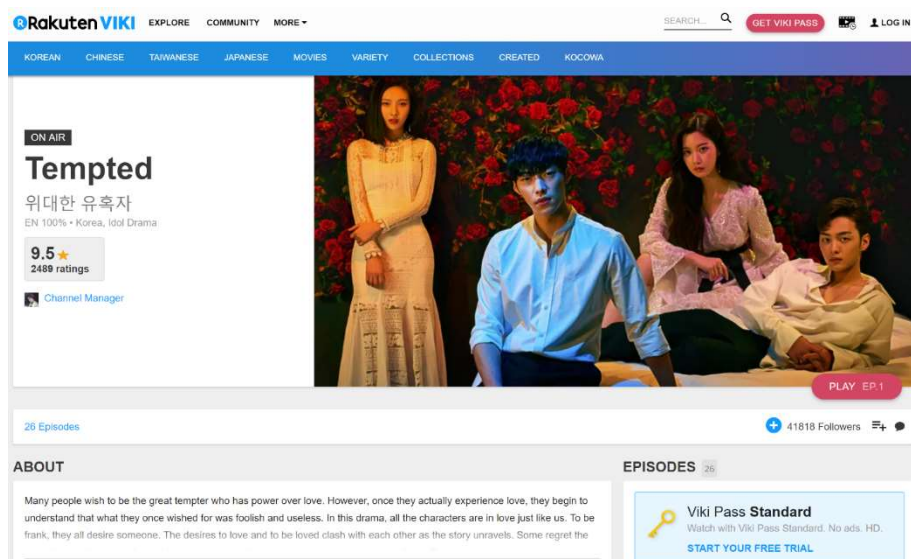 Rakuten VIKI EXPLORE COMMUNITY MORE SEARCH... GET VIKI PASS LOG IN
KOREAN CHINESE TAIWANESE JAPANESE MOVIES VARIETY COLLECTIONS CREATED KOCOWA
ON AIR
Tempted
위대한 유혹자
EN 100% • Korea, Idol Drama
9.5
2489 ratings
Channel Manager
PLAY EP.1
26 Episodes
41818 Followers
ABOUT
Many people wish to be the great tempter who has power over love. However, once they actually experience love, they begin to
understand that what they once wished for was foolish and useless. In this drama, all the characters are in love just like us. To be
frank, they all desire someone. The desires to love and to be loved clash with each other as the story unravels. Some regret the
EPISODES 26
Viki Pass Standard
Watch with Viki Pass Standard. No ads. HD.
START YOUR FREE TRIAL